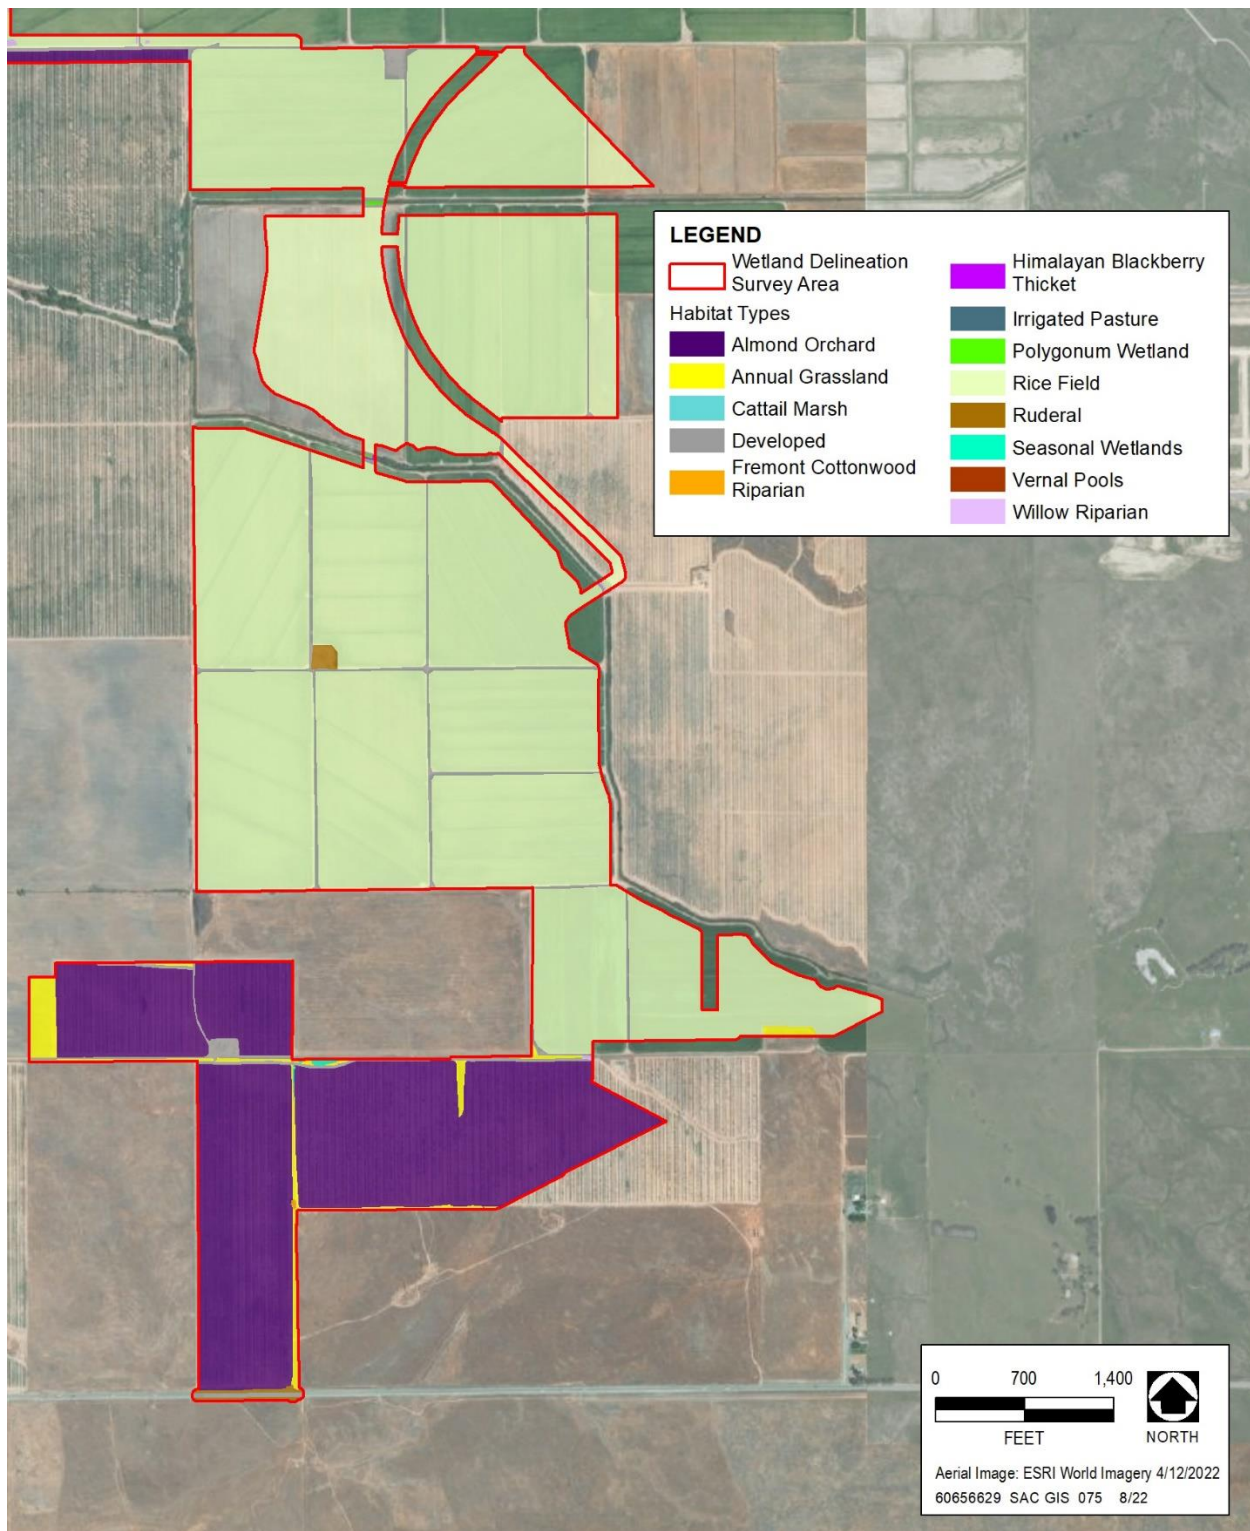 LEGEND
Wetland Delineation
Survey Area
Habitat Types
Almond Orchard
Annual Grassland
Cattail Marsh
Developed
Fremont Cottonwood
Riparian
Himalayan Blackberry
Thicket
Irrigated Pasture
Polygonum Wetland
Rice Field
Ruderal
Seasonal Wetlands
Vernal Pools
Willow Riparian
0 700 1,400
FEET
NORTH
Aerial Image: ESRI World Imagery 4/12/2022
60656629 SAC GIS 075 8/22